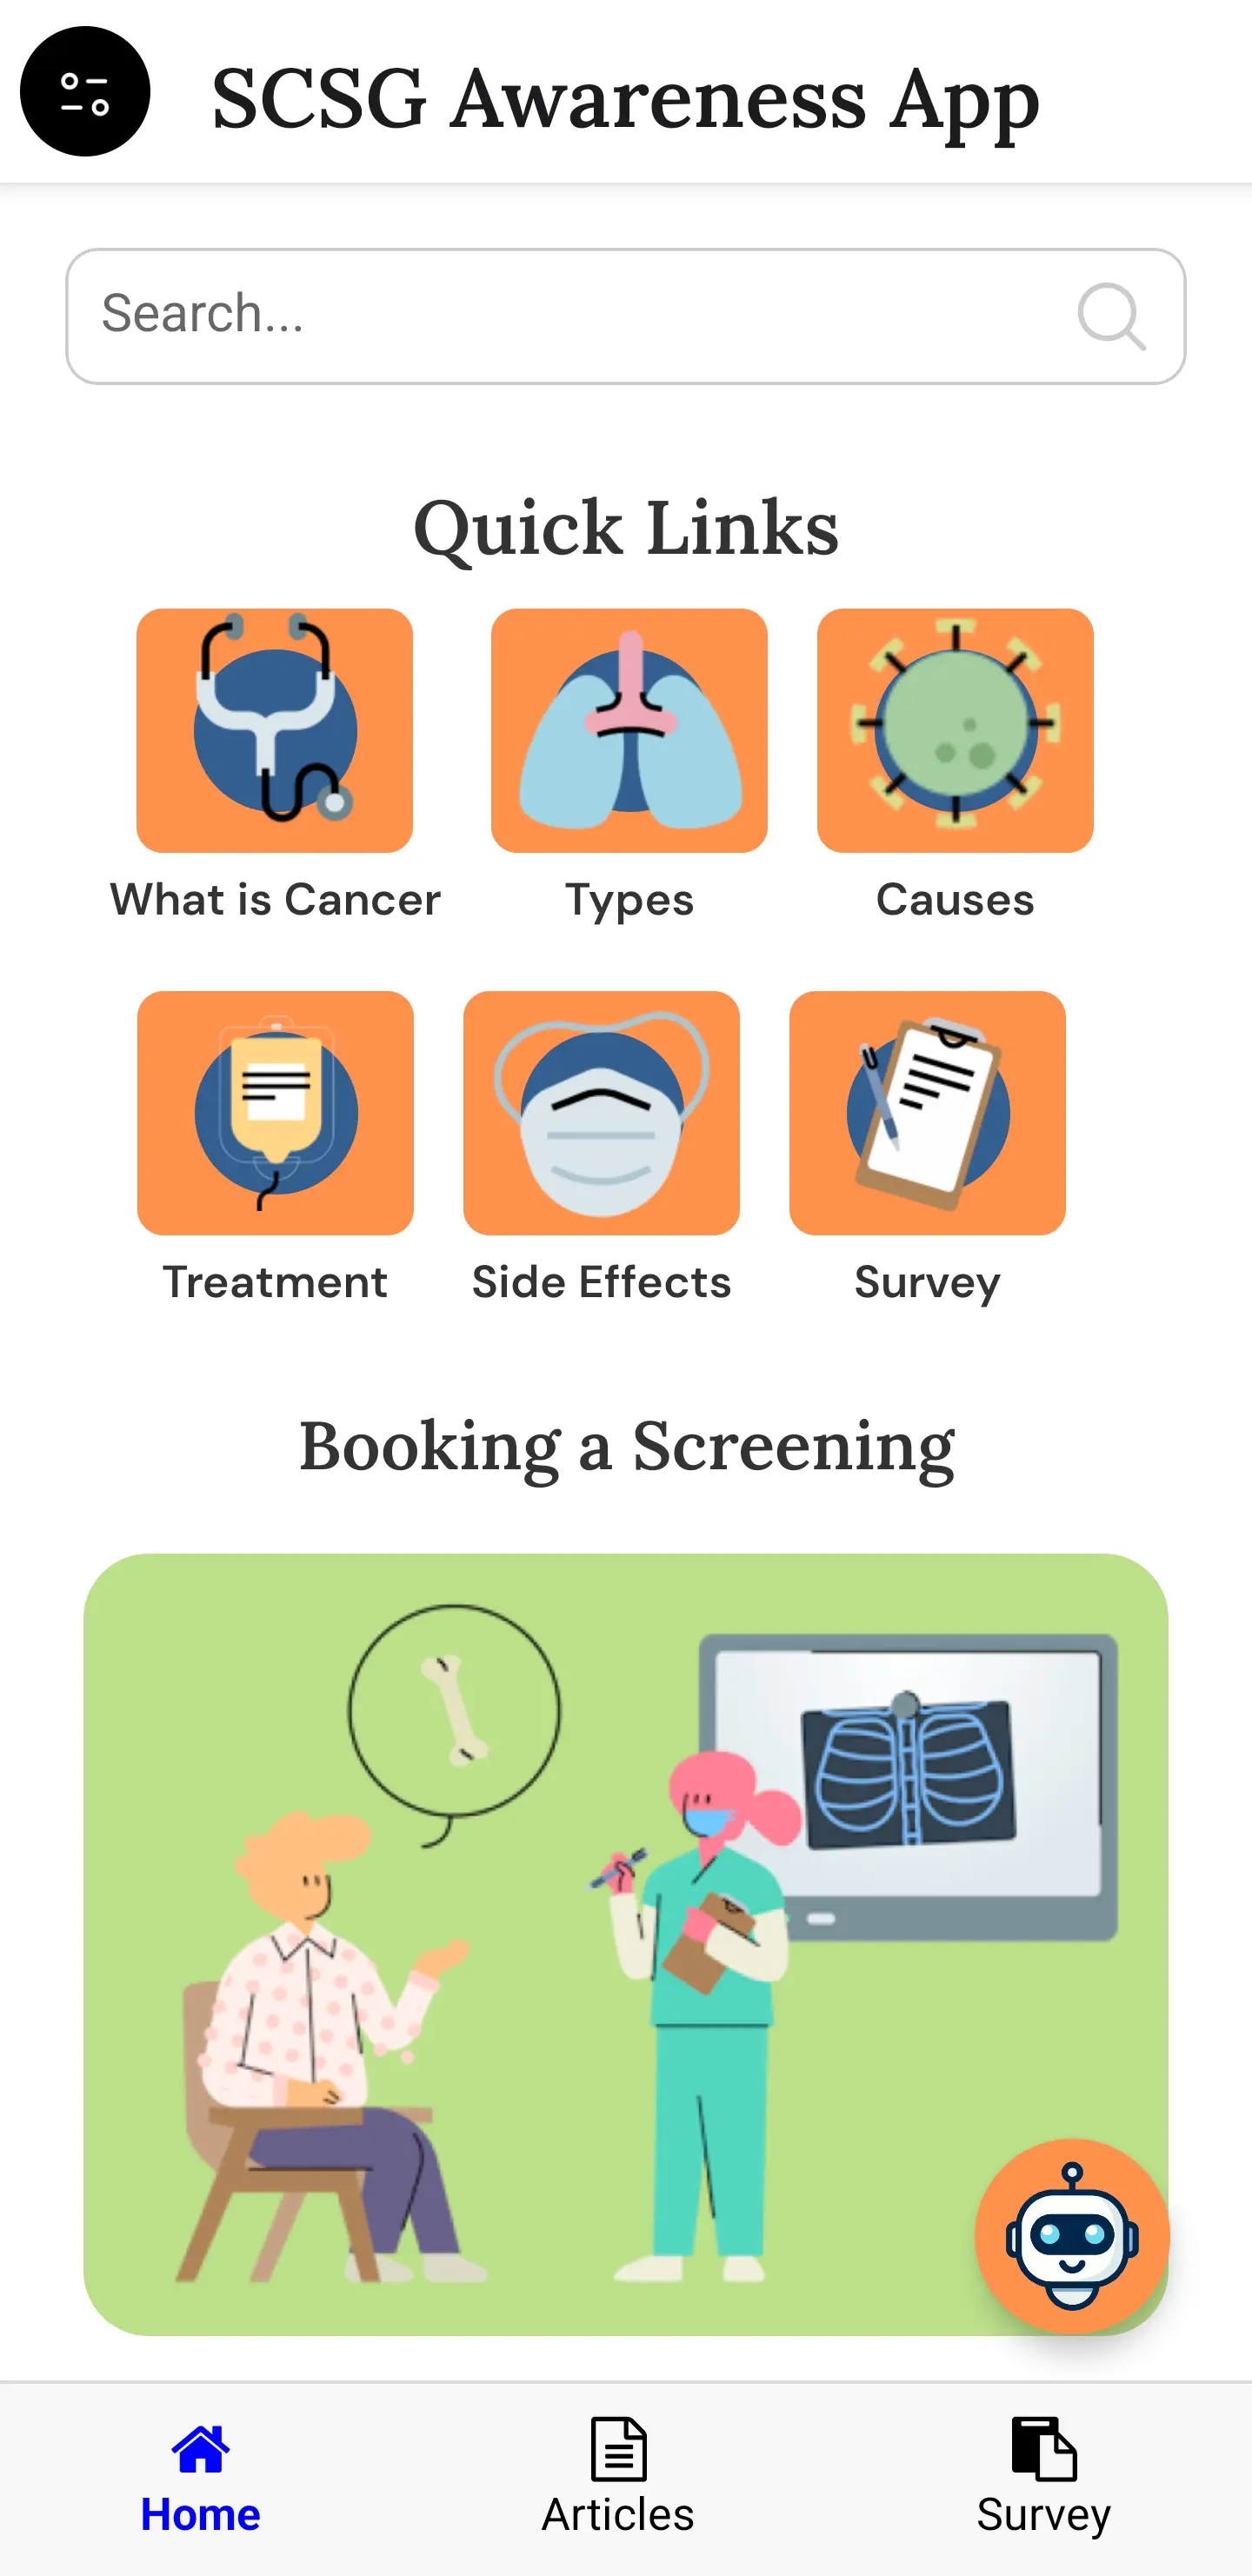 SCSG Awareness App
Search...
Quick Links
What is Cancer
Types
Causes
Treatment
Side Effects
Survey
Booking a Screening
Home
Articles
Survey